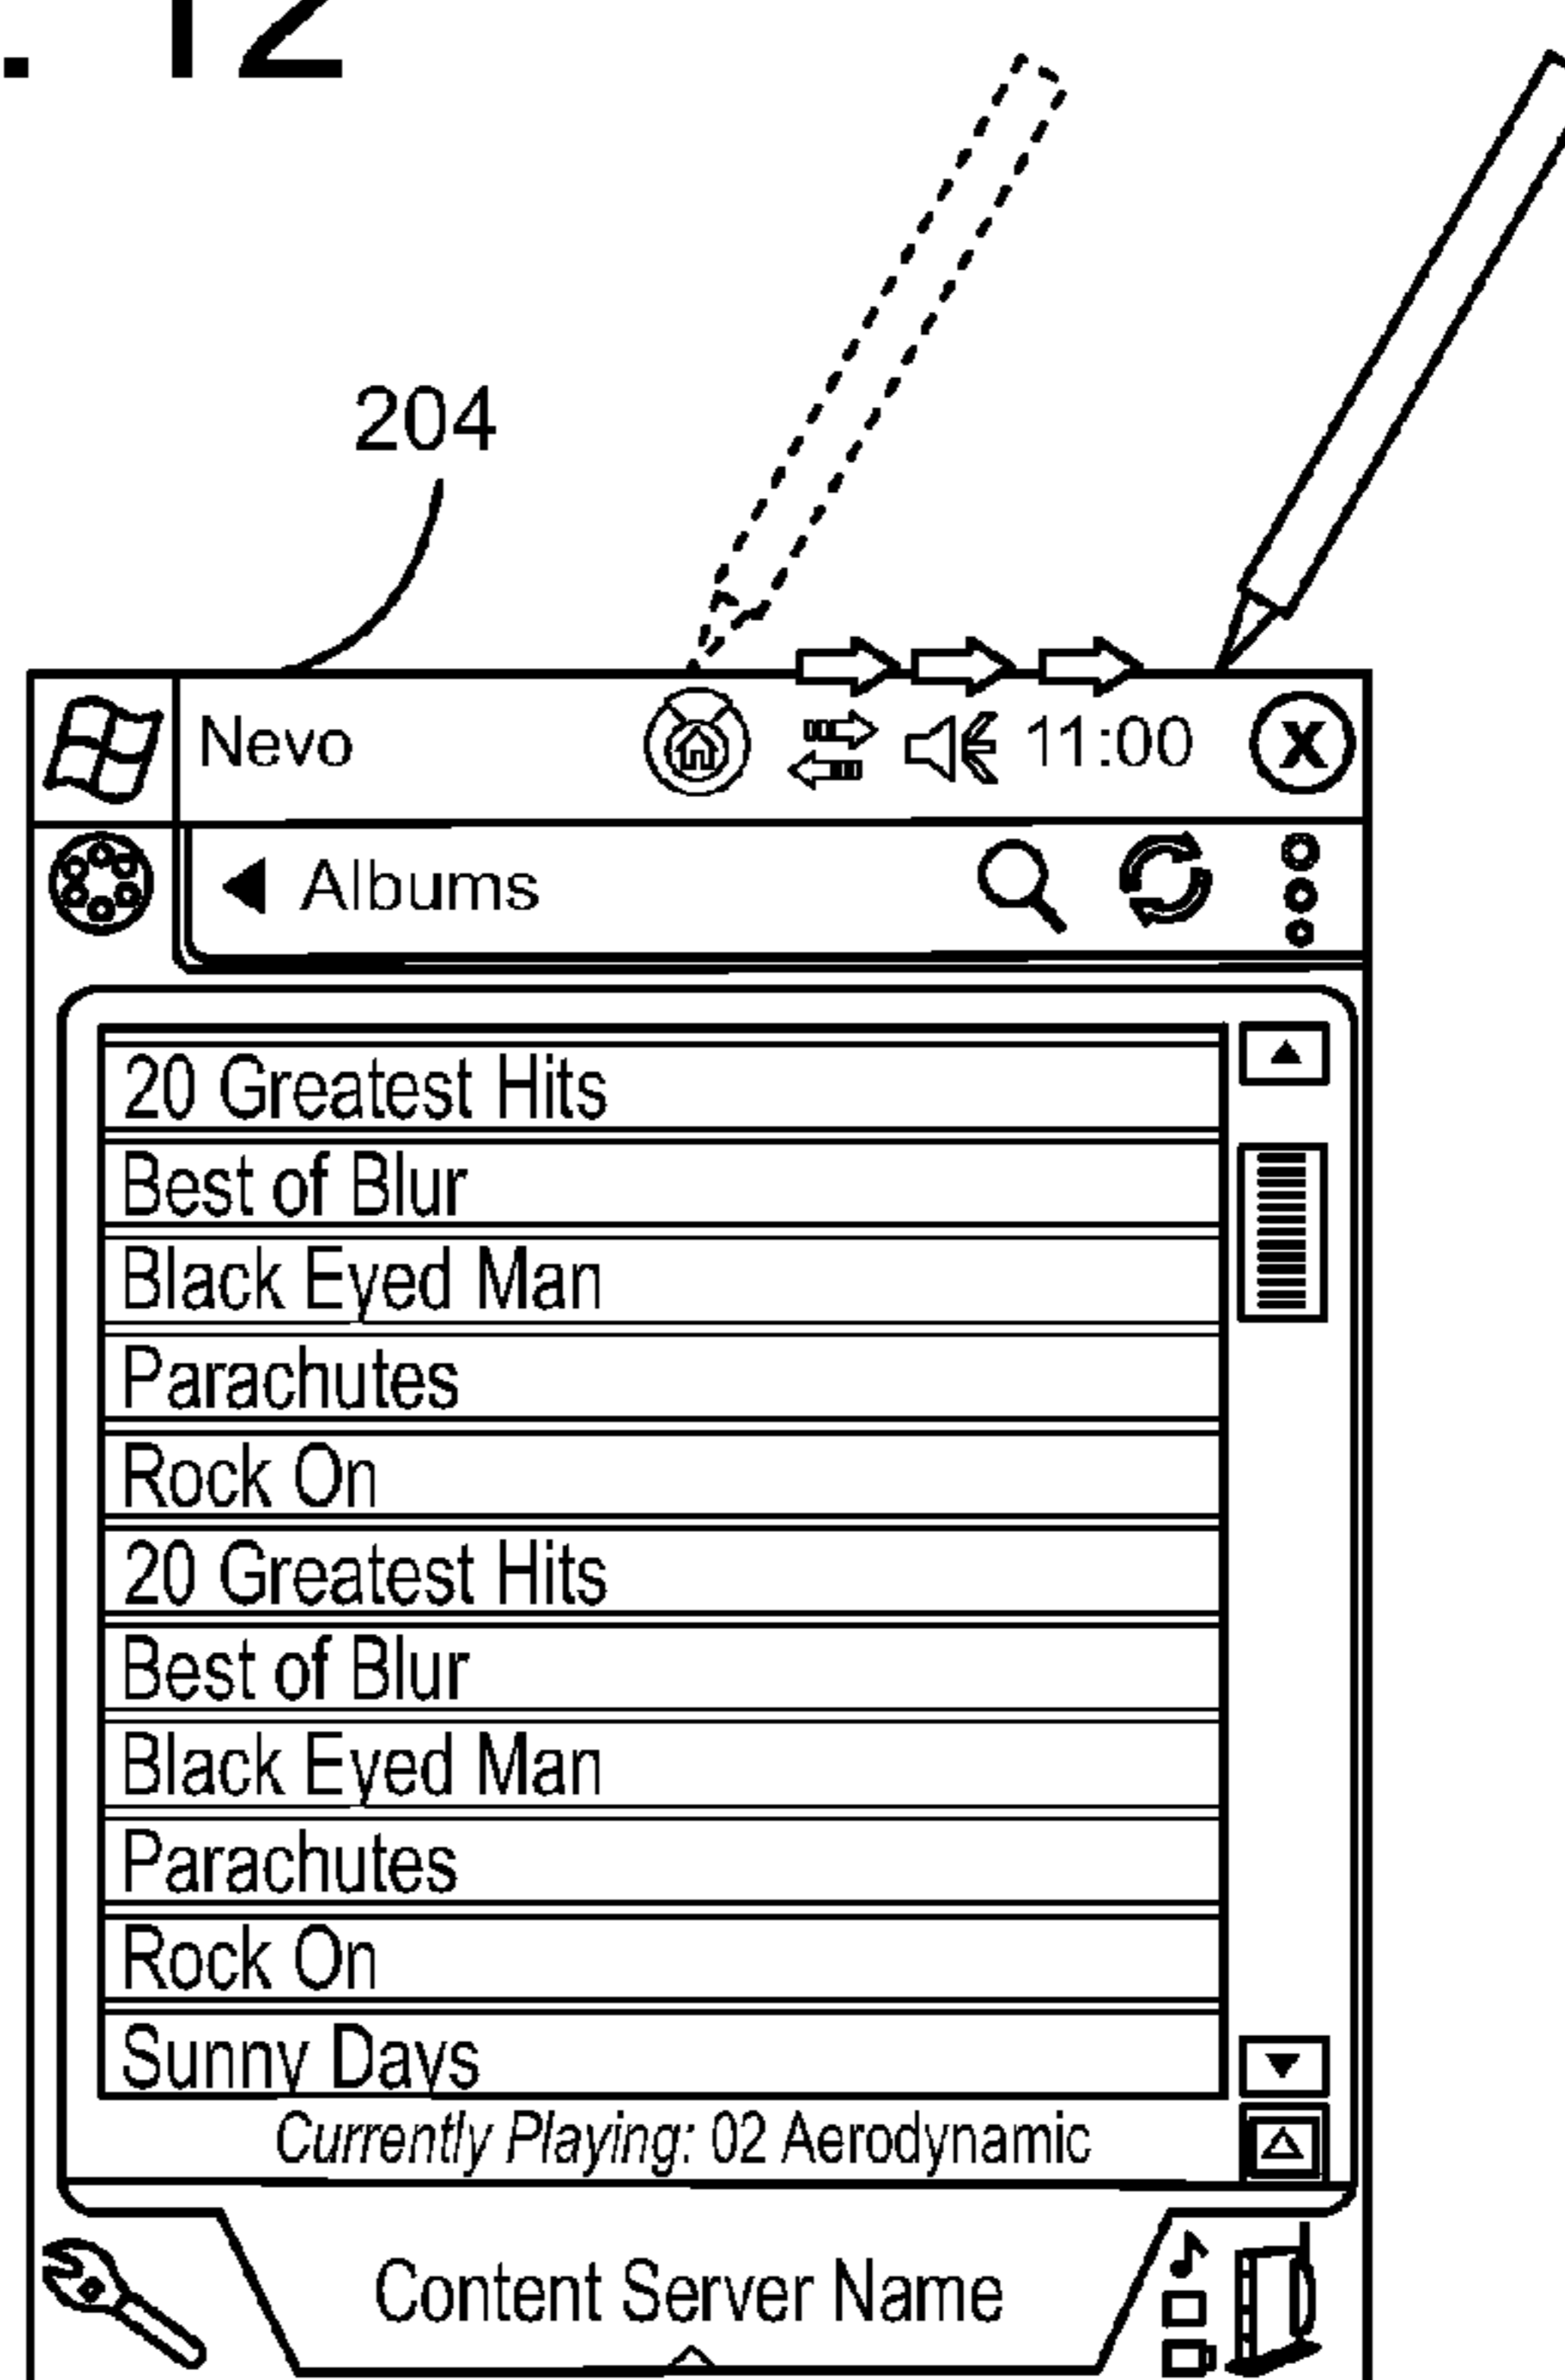 . 12
204
Nevo 11:00 X
Albums
20 Greatest Hits
Best of Blur
Black Eyed Man
Parachutes
Rock On
20 Greatest Hits
Best of Blur
Black Eyed Man
Parachutes
Rock On
Sunny Days
Currently Playing: 02 Aerodynamic
Content Server Name